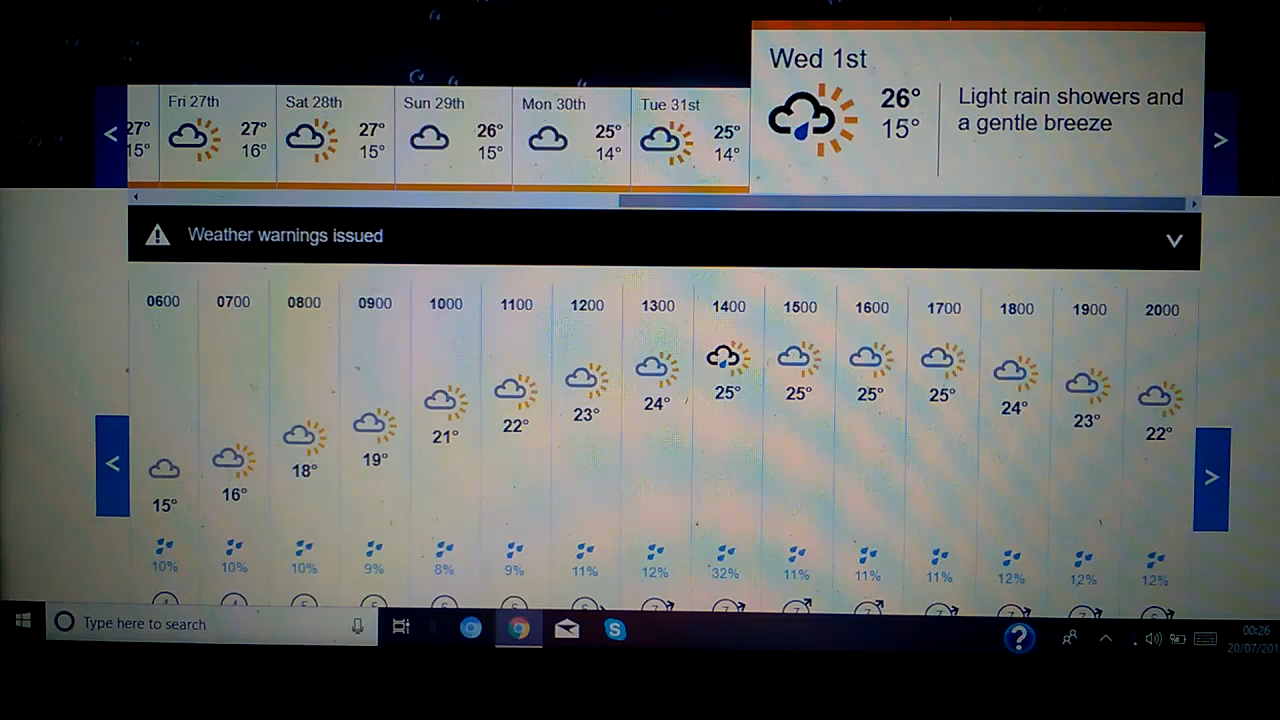 Wed 1st
26°
15°
Light rain showers and
a gentle breeze
27°
15°
Fri 27th
27°
16°
Sat 28th
27°
15°
Sun 29th
26°
15°
Mon 30th
25°
14°
Tue 31st
25°
14°
Weather warnings issued
0600 0700 0800 0900 1000 1100 1200 1300 1400 1500 1600 1700 1800 1900 2000
15° 16° 18° 19° 21° 22° 23° 24° 25° 25° 25° 25° 24° 23° 22°
10% 10% 10% 9% 8% 9% 11% 12% 32% 11% 11% 11% 12% 12% 12%
Type here to search
00:26
20/07/201